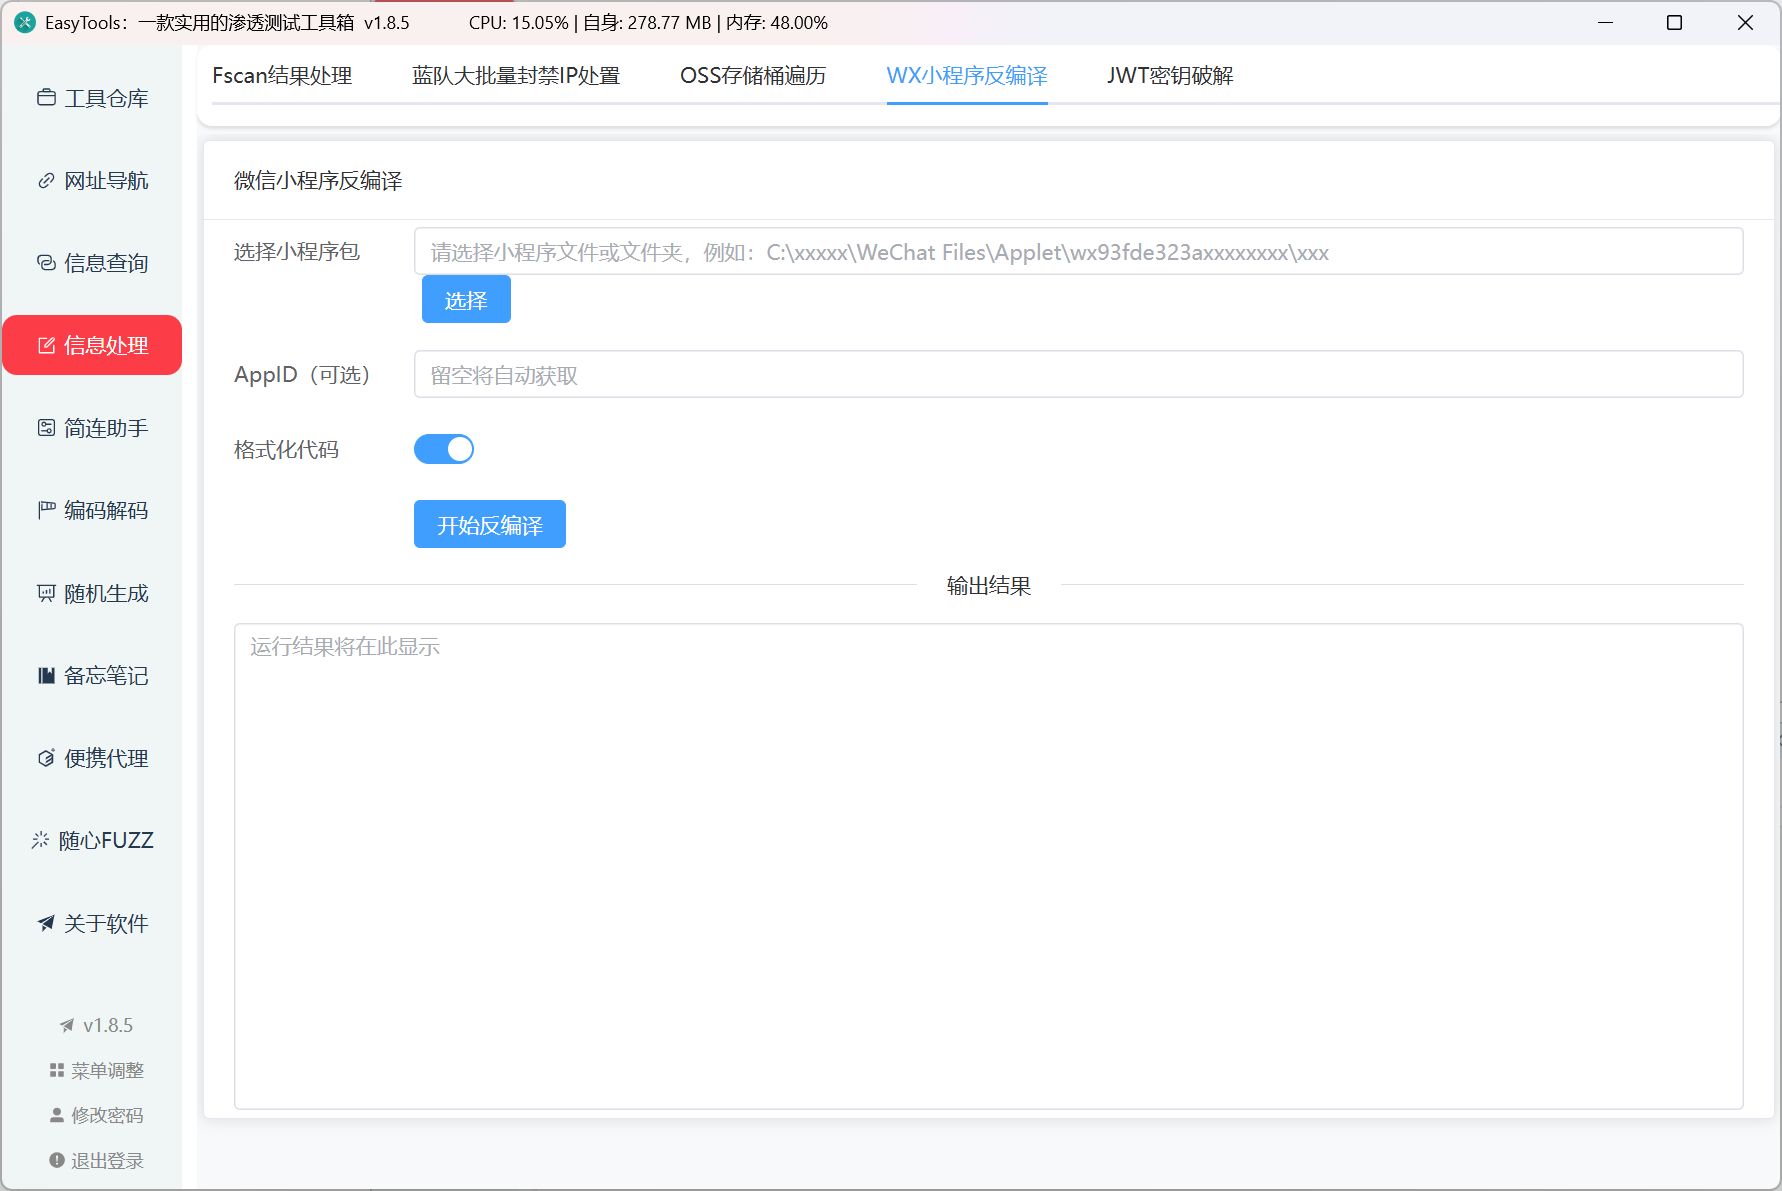 EasyTools：一款实用的渗透测试工具箱 v1.8.5
CPU: 15.05% | 自身: 278.77 MB | 内存: 48.00%
工具仓库
网址导航
信息查询
信息处理
简连助手
编码解码
随机生成
备忘笔记
便携代理
随心FUZZ
关于软件
v1.8.5
菜单调整
修改密码
退出登录
Fscan结果处理
蓝队大批量封禁IP处置
OSS存储桶遍历
WX小程序反编译
JWT密钥破解
微信小程序反编译
选择小程序包
请选择小程序文件或文件夹，例如：C:\xxxxx\WeChat Files\Applet\wx93fde323axxxxxxxx\xxx
选择
AppID（可选）
留空将自动获取
格式化代码
开始反编译
输出结果
运行结果将在此显示